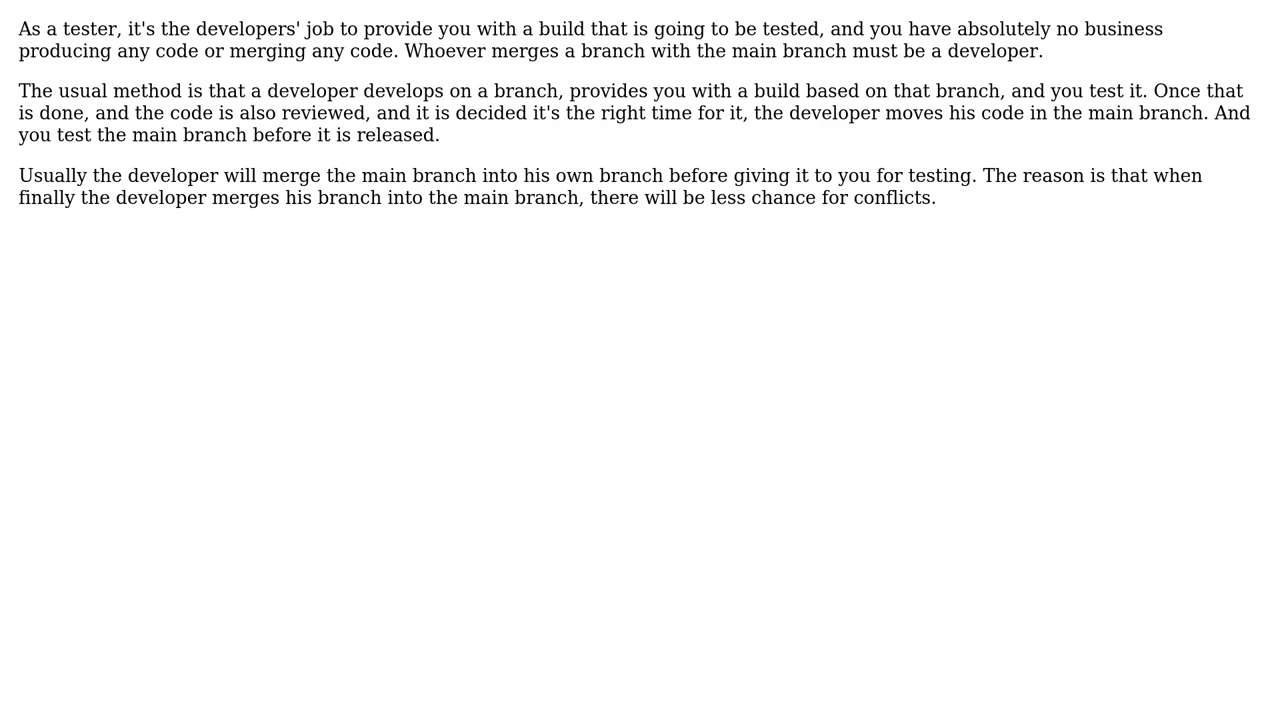 As a tester, it's the developers' job to provide you with a build that is going to be tested, and you have absolutely no business
producing any code or merging any code. Whoever merges a branch with the main branch must be a developer.
The usual method is that a developer develops on a branch, provides you with a build based on that branch, and you test it. Once that
is done, and the code is also reviewed, and it is decided it's the right time for it, the developer moves his code in the main branch. And
you test the main branch before it is released.
Usually the developer will merge the main branch into his own branch before giving it to you for testing. The reason is that when
finally the developer merges his branch into the main branch, there will be less chance for conflicts.